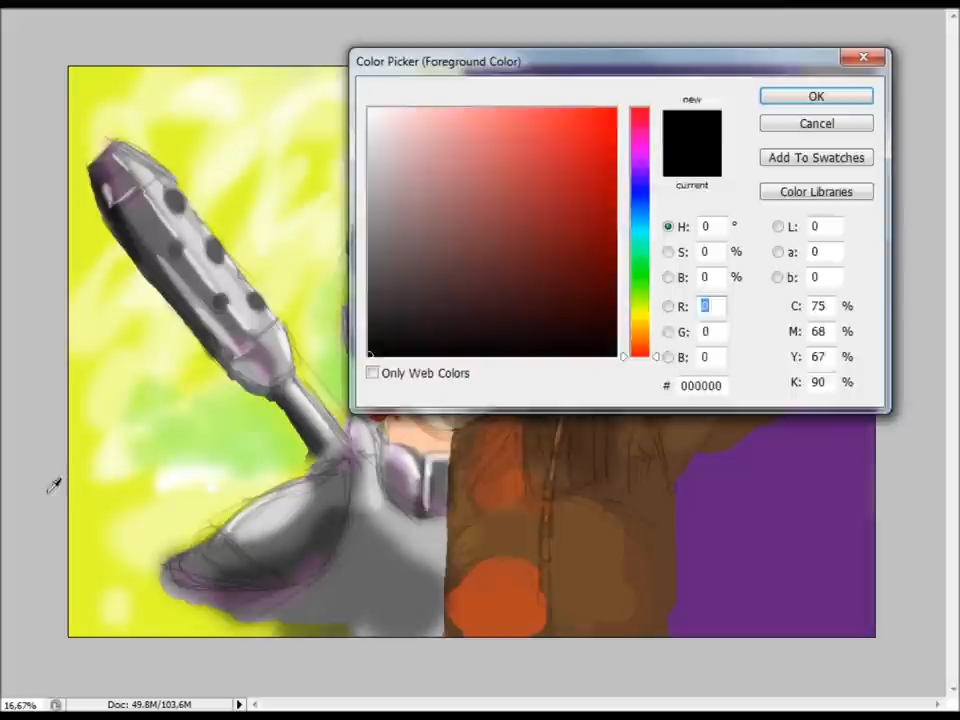 Color Picker (Foreground Color)
new
current
OK
Cancel
Add To Swatches
Color Libraries
H: 0 °
L: 0
S: 0 %
a: 0
B: 0 %
b: 0
R: 0
C: 75 %
G: 0
M: 68 %
B: 0
Y: 67 %
# 000000
K: 90 %
Only Web Colors
16,67%
Doc: 49.8M/103,6M